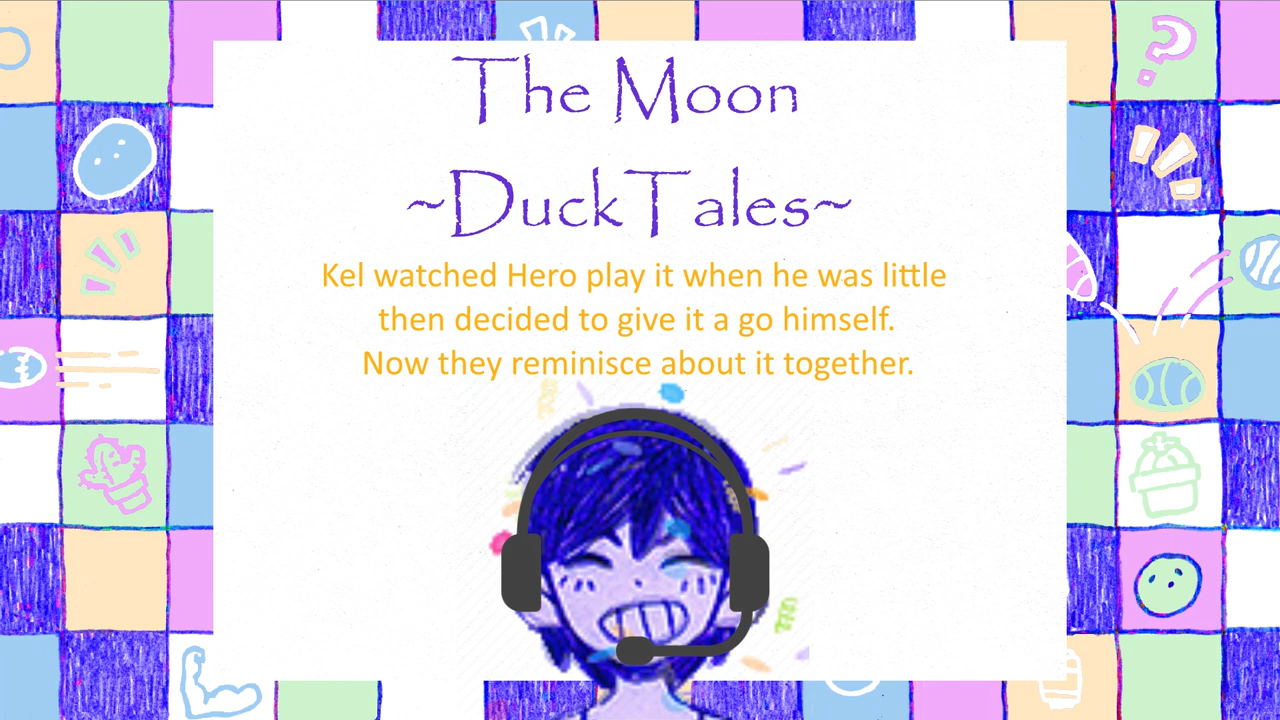 The Moon
~DuckTales~
Kel watched Hero play it when he was little
then decided to give it a go himself.
Now they reminisce about it together.